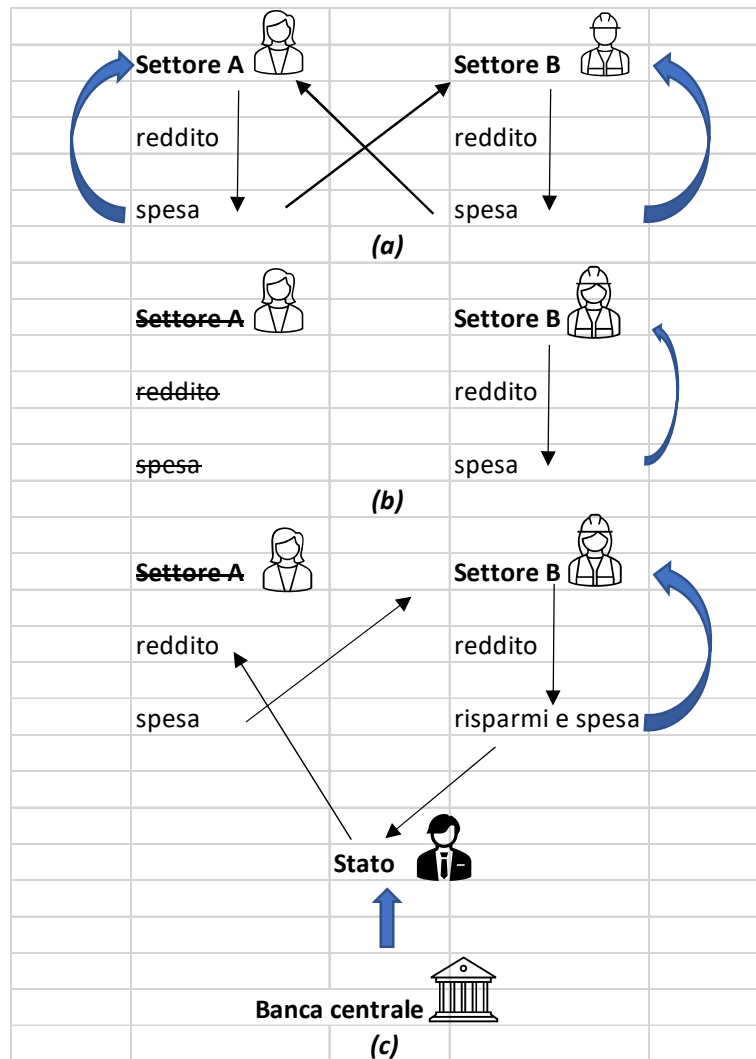 Settore A Settore B
reddito reddito
spesa spesa
(a)
Settore A Settore B
reddito reddito
spesa spesa
(b)
Settore A Settore B
reddito reddito
spesa risparmi e spesa
Stato
Banca centrale
(c)